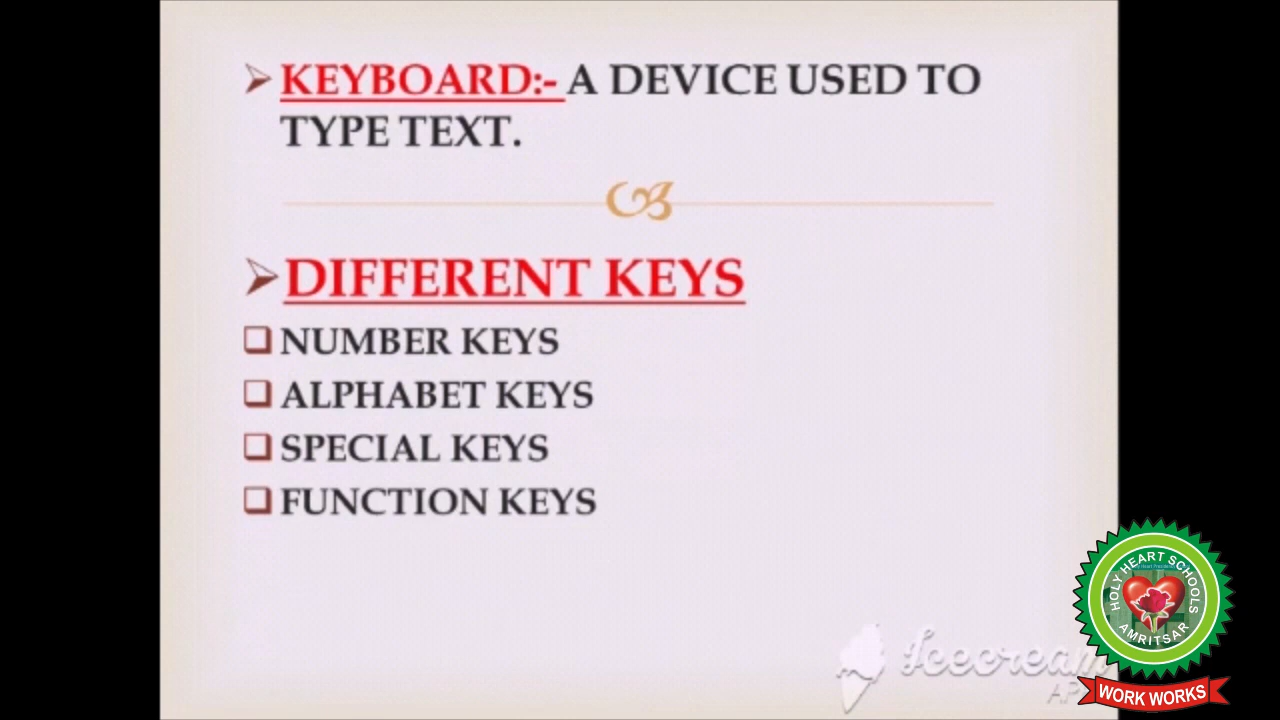 KEYBOARD:- A DEVICE USED TO
TYPE TEXT.
DIFFERENT KEYS
NUMBER KEYS
ALPHABET KEYS
SPECIAL KEYS
FUNCTION KEYS
Icecream
HOLY HEART SCHOOLS
AMRITSAR
WORK WORKS